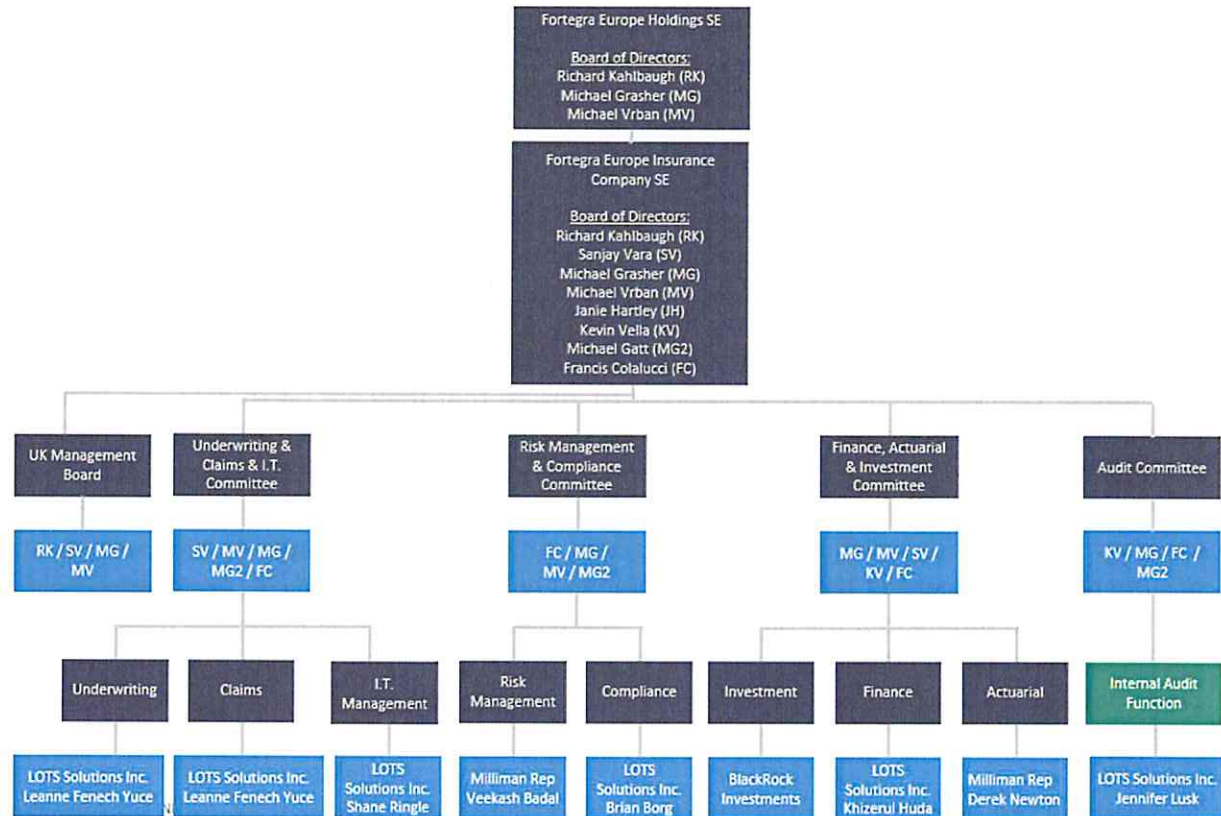 Fortegra Europe Holdings SE
Board of Directors:
Richard Kahlbaugh (RK)
Michael Grasher (MG)
Michael Vrban (MV)
Fortegra Europe Insurance
Company SE
Board of Directors:
Richard Kahlbaugh (RK)
Sanjay Vara (SV)
Michael Grasher (MG)
Michael Vrban (MV)
Janie Hartley (JH)
Kevin Vella (KV)
Michael Gatt (MG2)
Francis Colalucci (FC)
UK Management
Board
Underwriting &
Claims & I.T.
Committee
Risk Management
& Compliance
Committee
Finance, Actuarial
& Investment
Committee
Audit Committee
RK / SV / MG /
MV
SV / MV / MG /
MG2 / FC
FC / MG /
MV / MG2
MG / MV / SV /
KV / FC
KV / MG / FC /
MG2
Underwriting
Claims
I.T.
Management
Risk
Management
Compliance
Investment
Finance
Actuarial
Internal Audit
Function
LOTS Solutions Inc.
Leanne Fenech Yuce
LOTS Solutions Inc.
Leanne Fenech Yuce
LOTS
Solutions Inc.
Shane Ringle
Milliman Rep
Veekash Badal
LOTS
Solutions Inc.
Brian Borg
BlackRock
Investments
LOTS
Solutions Inc.
Khizerul Huda
Milliman Rep
Derek Newton
LOTS Solutions Inc.
Jennifer Lusk